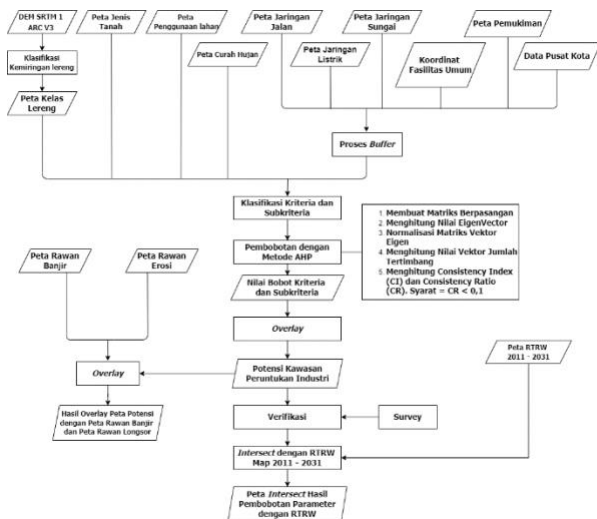 DEM SRTM 1
ARC V3
Peta Jenis
Tanah
Peta
Penggunaan lahan
Peta Jaringan
Jalan
Peta Jaringan
Sungai
Peta Pemukiman
Klasifikasi
Kemiringan lereng
Peta Curah Hujan
Peta Jaringan
Listrik
Koordinat
Fasilitas Umum
Data Pusat Kota
Peta Kelas
Lereng
Proses Buffer
Klasifikasi Kriteria dan
Subkriteria
Pembobotan dengan
Metode AHP
1 Membuat Matriks Berpasangan
2 Menghitung Nilai EigenVector
3 Normalisasi Matriks Vektor
Eigen
4 Menghitung Nilai Vektor Jumlah
Tertimbang
5 Menghitung Consistency Index
(CI) dan Consistency Ratio
(CR). Syarat = CR < 0,1
Peta Rawan
Banjir
Peta Rawan
Erosi
Nilai Bobot Kriteria
dan Subkriteria
Overlay
Peta RTRW
2011 - 2031
Overlay
Potensi Kawasan
Peruntukan Industri
Hasil Overlay Peta Potensi
dengan Peta Rawan Banjir
dan Peta Rawan Longsor
Verifikasi
Survey
Intersect dengan RTRW
Map 2011 - 2031
Peta Intersect Hasil
Pembobotan Parameter
dengan RTRW